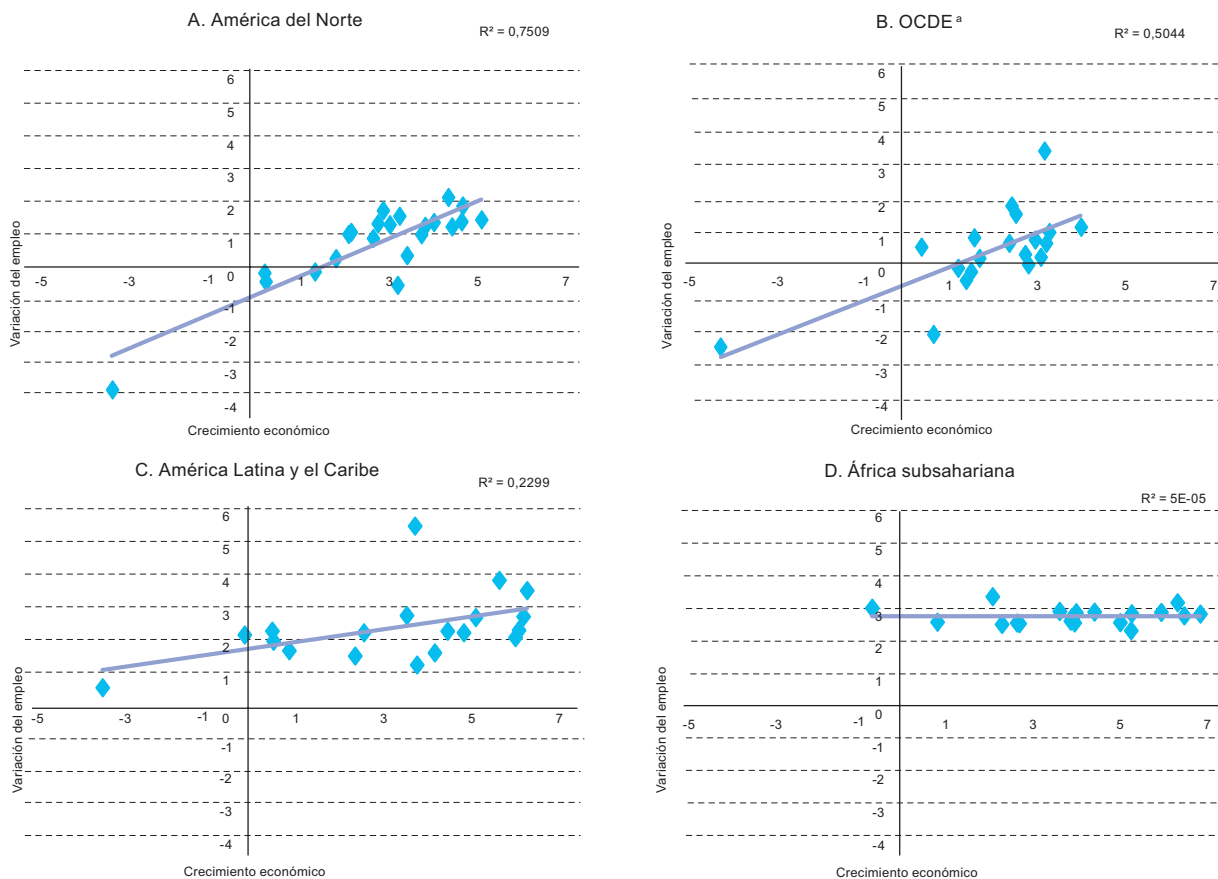 A. América del Norte
R² = 0,7509
6
5
4
3
2
1
0
-1
-2
-3
-4
-5 -3 -1 1 3 5 7
Variación del empleo
Crecimiento económico
B. OCDE ª
R² = 0,5044
6
5
4
3
2
1
0
-1
-2
-3
-4
-5 -3 -1 1 3 5 7
Variación del empleo
Crecimiento económico
C. América Latina y el Caribe
R² = 0,2299
6
5
4
3
2
1
-5 -3 -1 0 1 3 5 7
-1
-2
-3
-4
Variación del empleo
Crecimiento económico
D. África subsahariana
R² = 5E-05
6
5
4
3
2
1
0
-5 -3 -1 1 3 5 7
-1
-2
-3
-4
Variación del empleo
Crecimiento económico